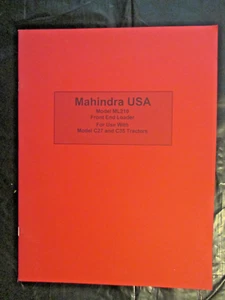 Mahindra USA
Model ML210
Front End Loader
For Use With
Model C27 and C35 Tractors